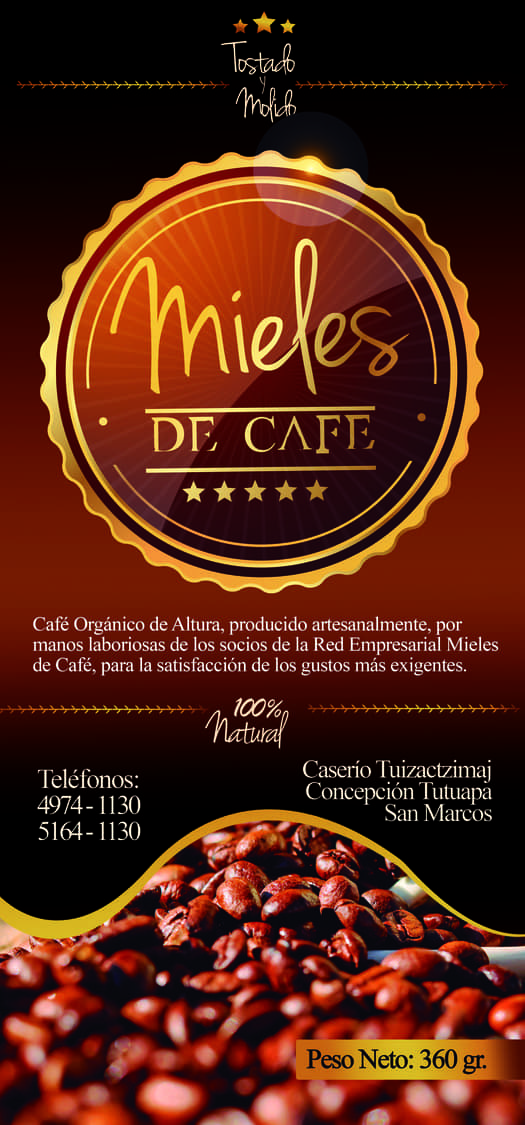 Tostado
y
Molido
Mieles
DE CAFE
Café Orgánico de Altura, producido artesanalmente, por
manos laboriosas de los socios de la Red Empresarial Mieles
de Café, para la satisfacción de los gustos más exigentes.
100%
Natural
Teléfonos:
4974-1130
5164-1130
Caserío Tuizactzimaj
Concepción Tutuapa
San Marcos
Peso Neto: 360 gr.